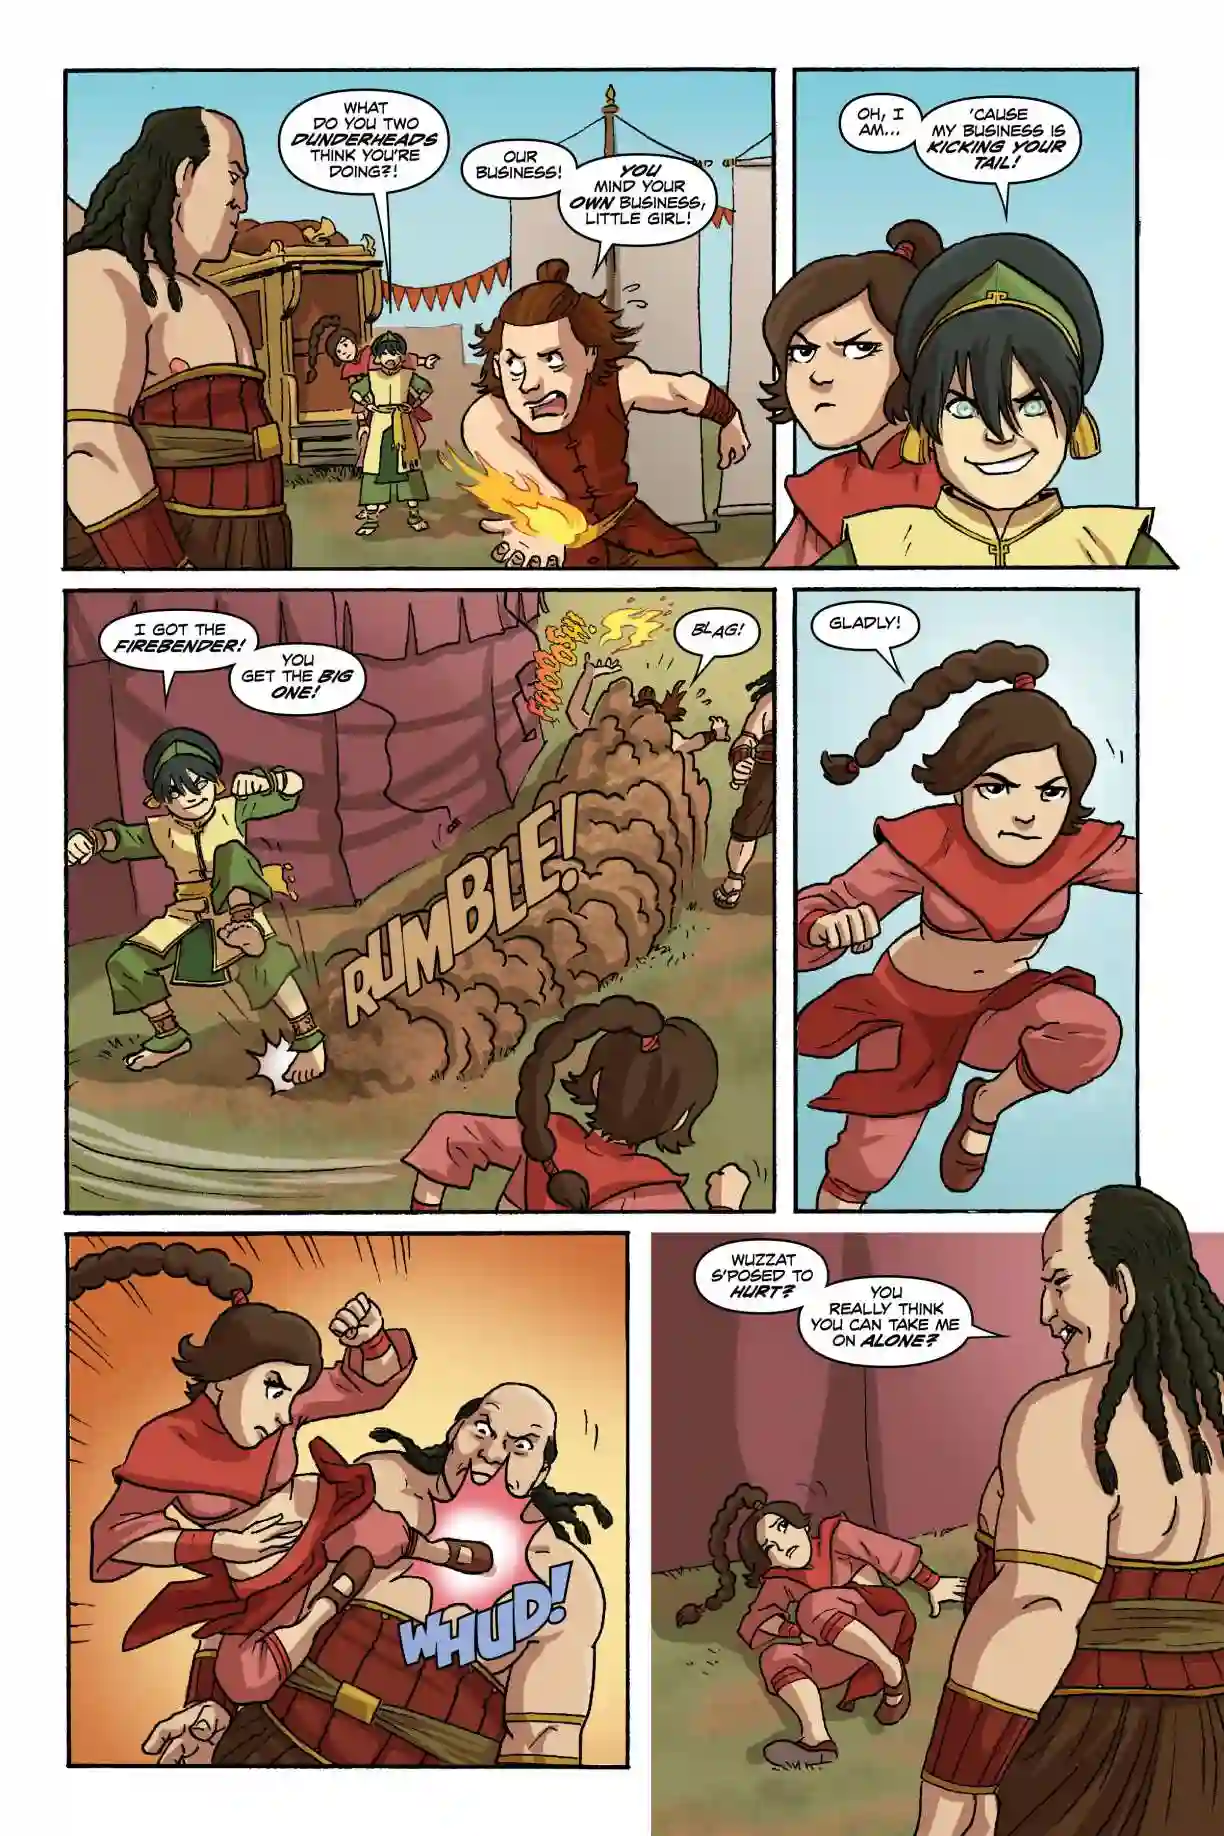 WHAT
DO YOU TWO
DUNDERHEADS
THINK YOU'RE
DOING?!
OUR
BUSINESS!
YOU
MIND YOUR
OWN BUSINESS,
LITTLE GIRL!
OH, I
AM...
'CAUSE
MY BUSINESS IS
KICKING YOUR
TAIL!
I GOT THE
FIREBENDER!
YOU
GET THE BIG
ONE!
FWOOOSH!
BLAG!
RUMBLE!
GLADLY!
WHUD!
WUZZAT
S'POSED TO
HURT?
YOU
REALLY THINK
YOU CAN TAKE ME
ON ALONE?